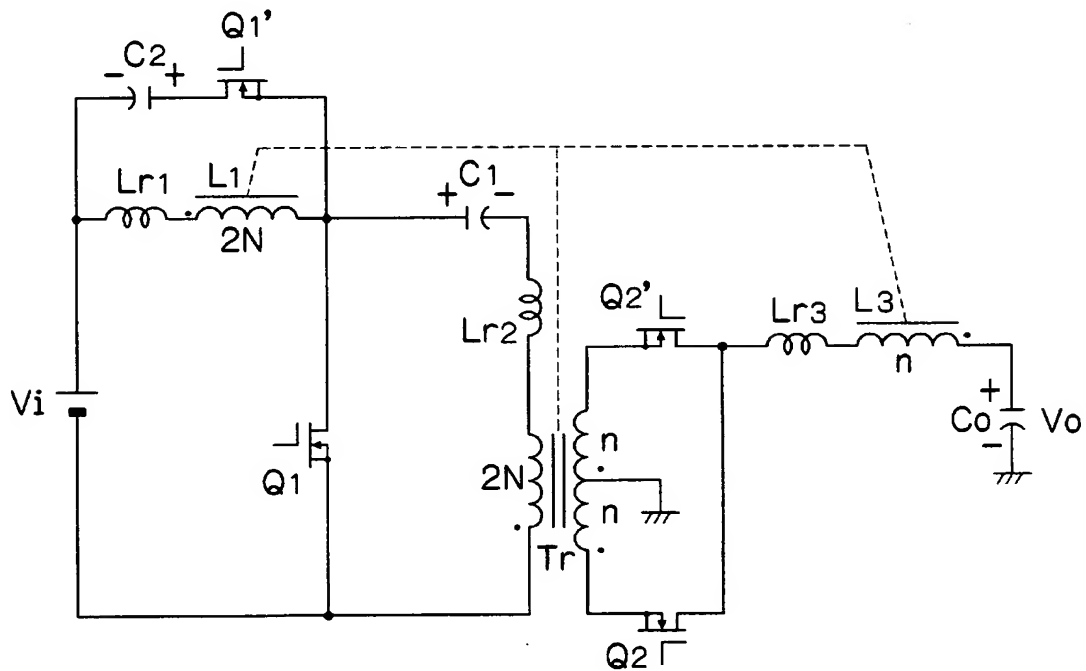 Q1'
- C2 +
Lr1
L1
2N
+ C1 -
Lr2
Q2'
Lr3
L3
n
Vi
Q1
2N
n
n
Tr
+
Co
-
Vo
Q2